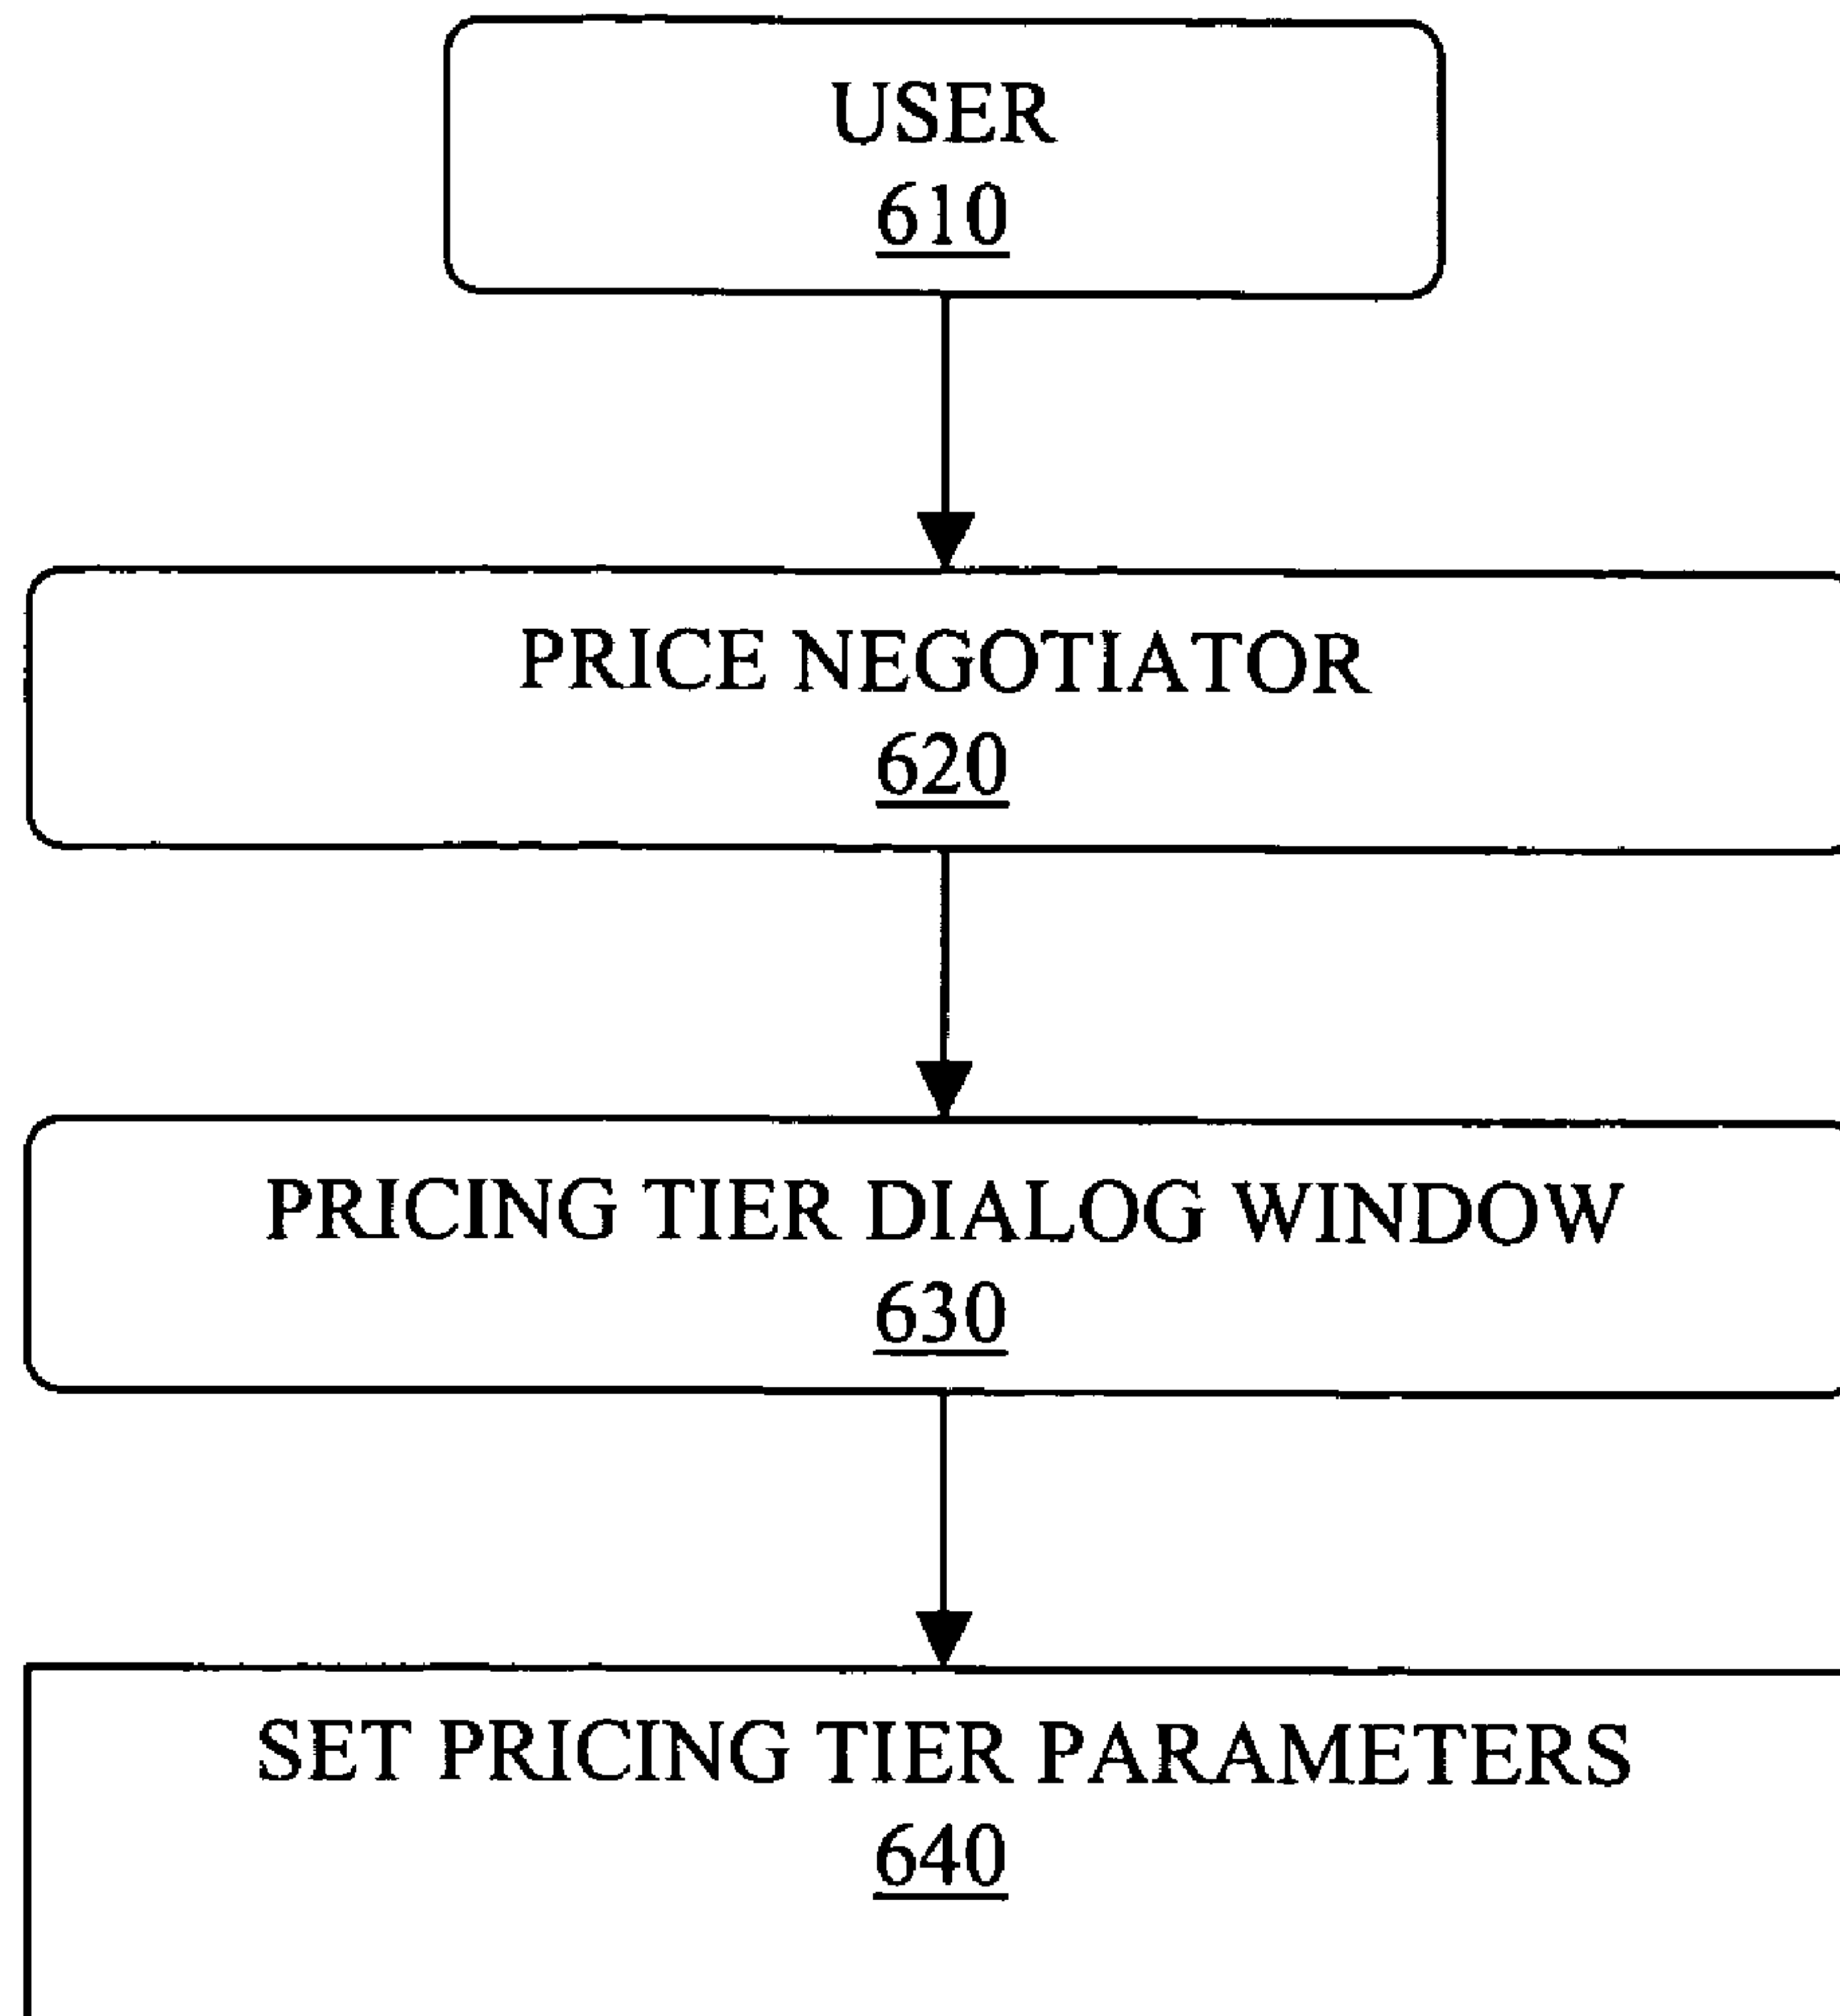 USER
610
PRICE NEGOTIATOR
620
PRICING TIER DIALOG WINDOW
630
SET PRICING TIER PARAMETERS
640